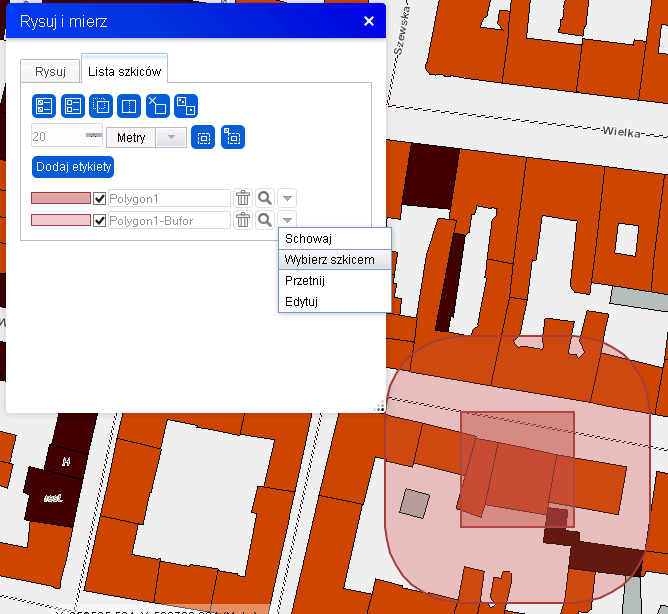 Rysuj i mierz
Szewska
Rysuj
Lista szkiców
20
Metry
Wielka
Dodaj etykiety
Polygon1
Polygon1-Bufor
Schowaj
Wybierz szkicem
Przetnij
Edytuj